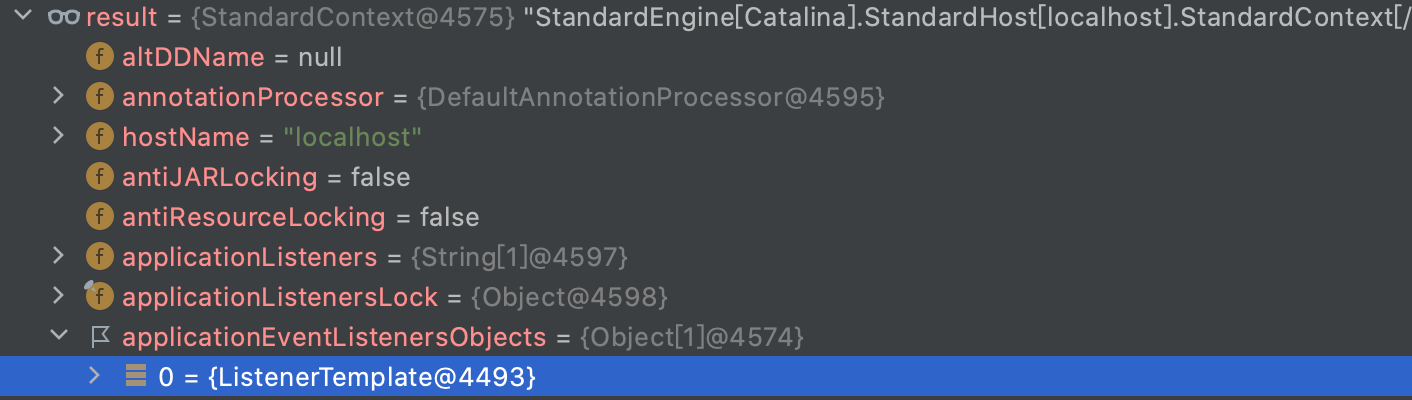 result = {StandardContext@4575} "StandardEngine[Catalina].StandardHost[localhost].StandardContext[/
f altDDName = null
f annotationProcessor = {DefaultAnnotationProcessor@4595}
f hostName = "localhost"
f antiJARLocking = false
f antiResourceLocking = false
f applicationListeners = {String[1]@4597}
f applicationListenersLock = {Object@4598}
applicationEventListenersObjects = {Object[1]@4574}
0 = {ListenerTemplate@4493}